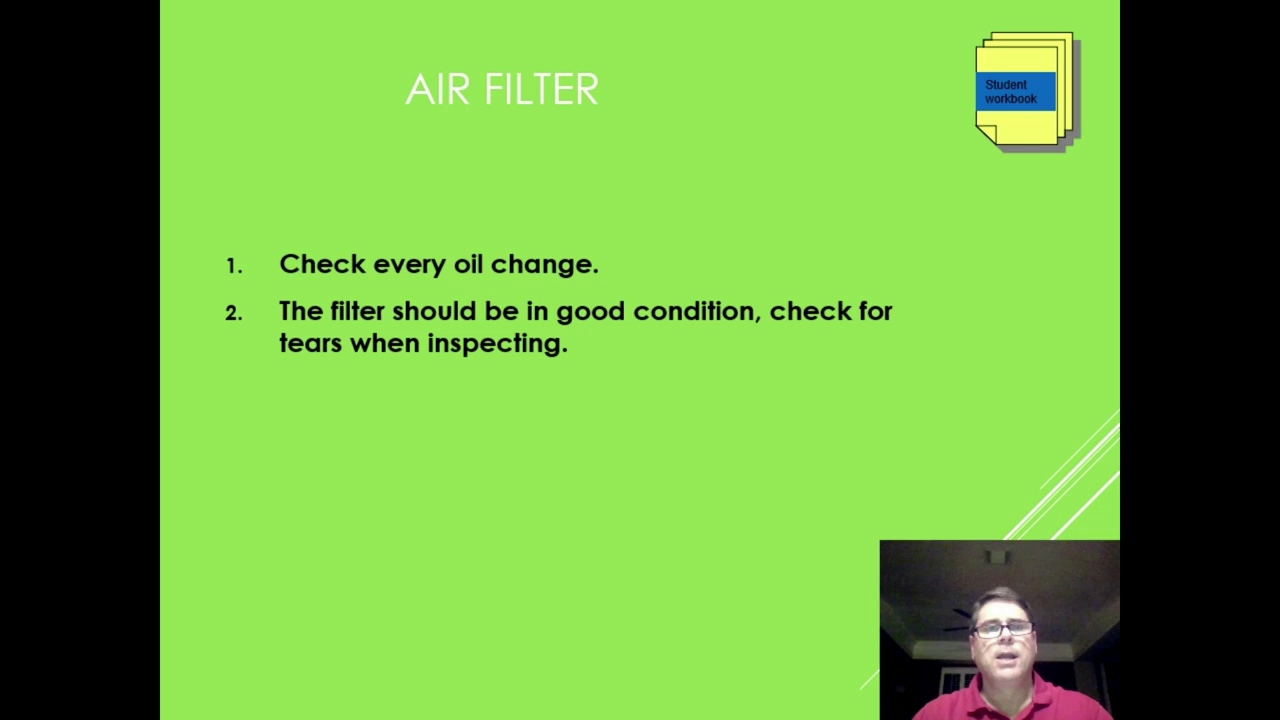 AIR FILTER
Student
workbook
1. Check every oil change.
2. The filter should be in good condition, check for
tears when inspecting.